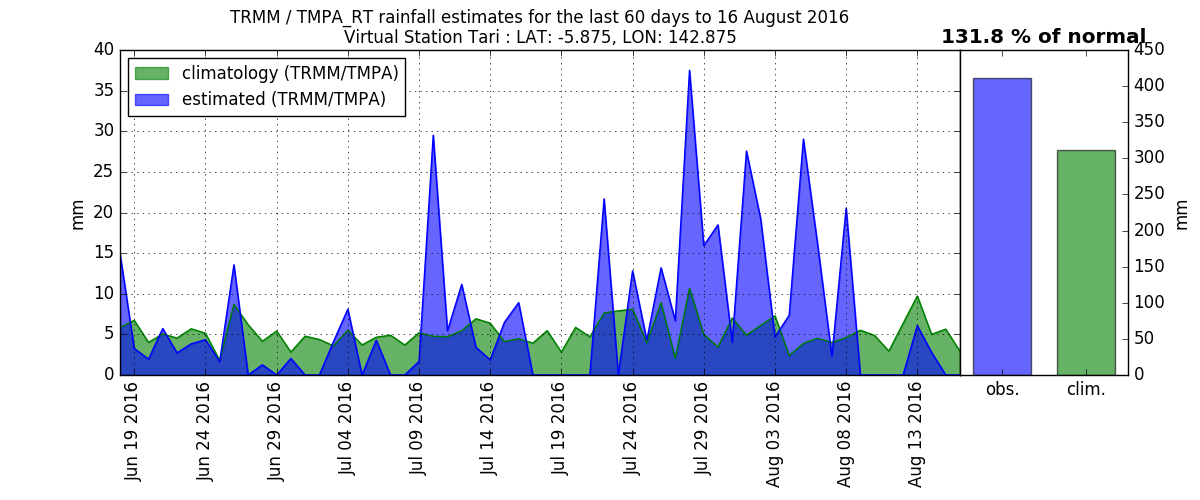 TRMM / TMPA_RT rainfall estimates for the last 60 days to 16 August 2016
Virtual Station Tari : LAT: -5.875, LON: 142.875
131.8 % of normal
climatology (TRMM/TMPA)
estimated (TRMM/TMPA)
mm
40
35
30
25
20
15
10
5
0
Jun 19 2016
Jun 24 2016
Jun 29 2016
Jul 04 2016
Jul 09 2016
Jul 14 2016
Jul 19 2016
Jul 24 2016
Jul 29 2016
Aug 03 2016
Aug 08 2016
Aug 13 2016
obs.
clim.
450
400
350
300
250
200
150
100
50
0
mm